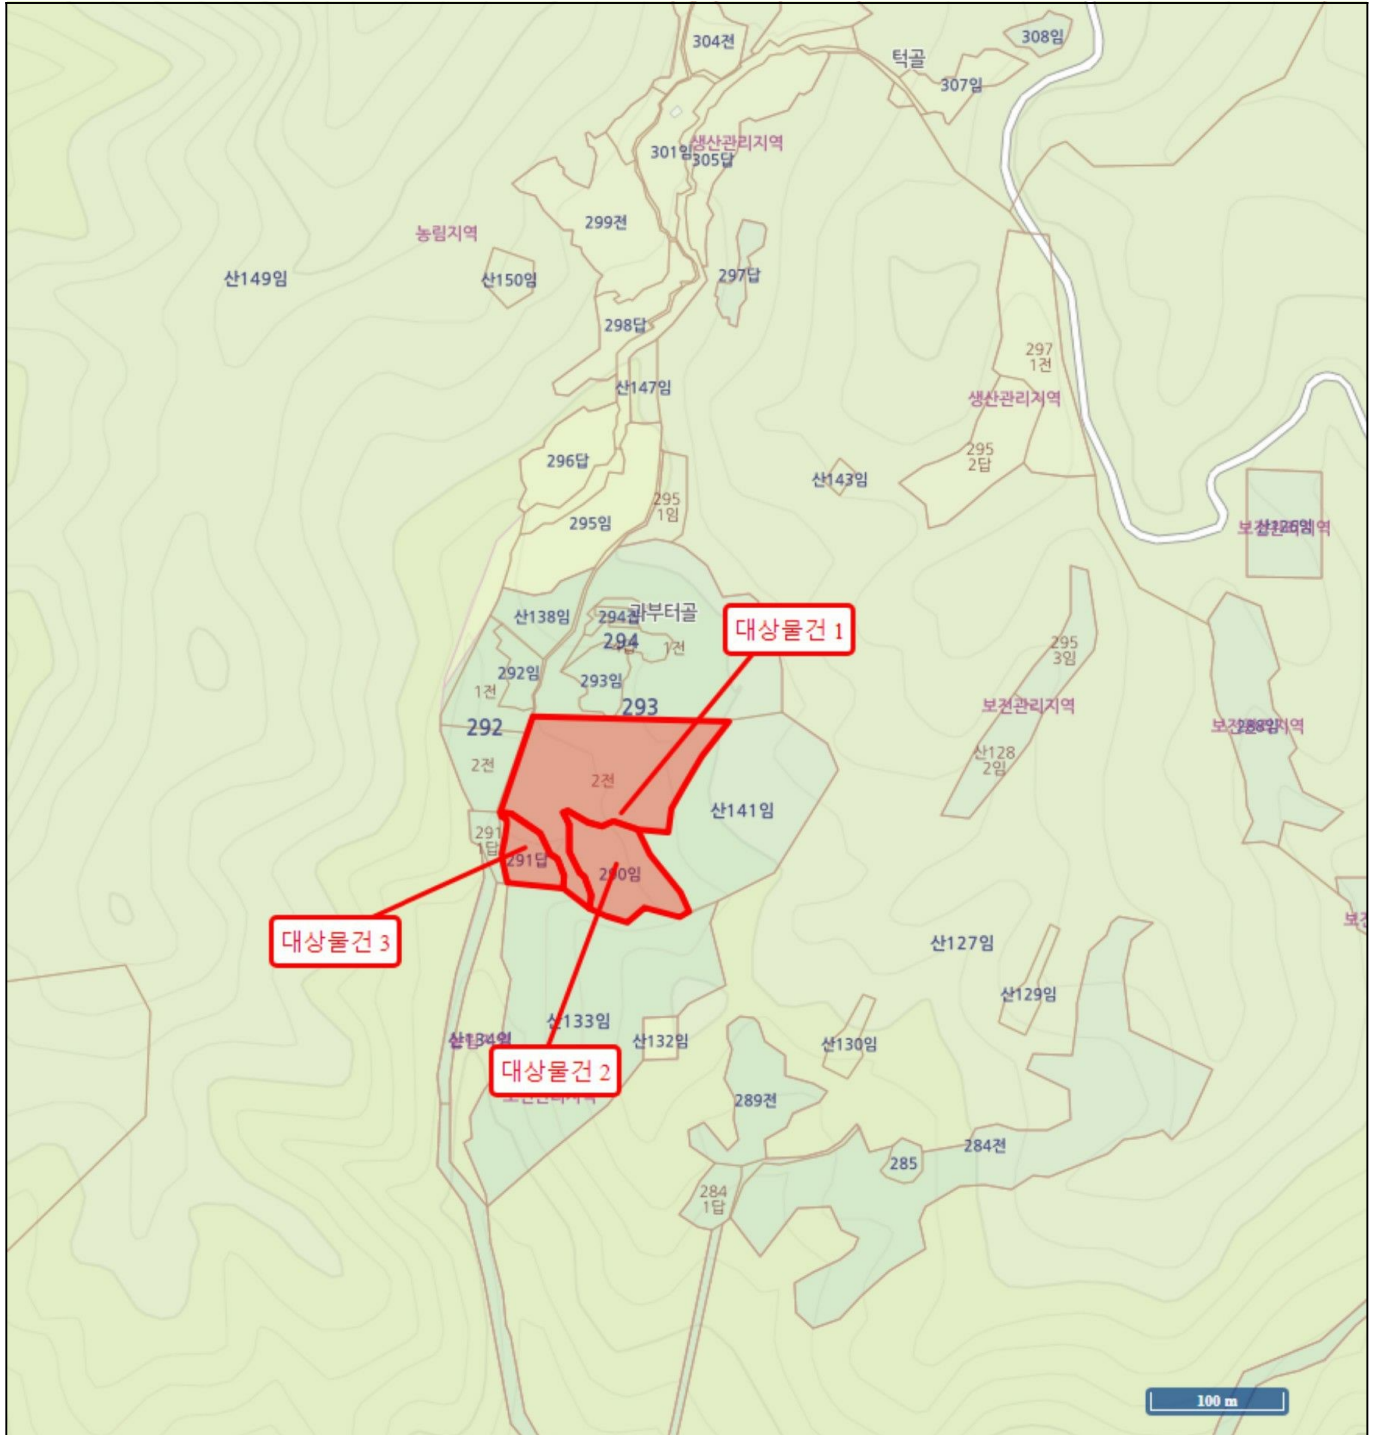 304전
턱골
308임
307임
301임
생산관리지역
305답
299전
농림지역
산149임
산150임
297답
298답
297
1전
산147임
생산관리지역
296답
295
2답
산143임
295
1임
295임
산138임
294전
과부터골
294
1전
대상물건 1
292임
293임
1전
293
292
295
3임
보전관리지역
2전
2전
산128
2임
산141임
291
1답
291답
290임
대상물건 3
산127임
산129임
산133임
산132임
산130임
대상물건 2
289전
284전
285
284
1답
100 m